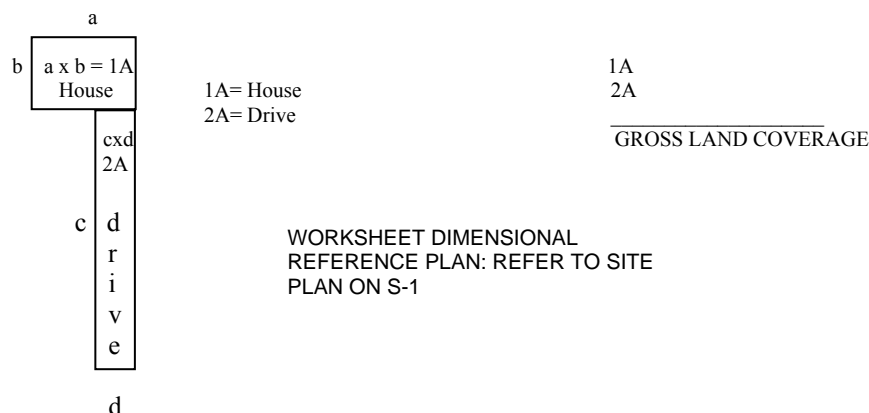 a
b
a x b = 1A
House
1A= House
2A= Drive
1A
2A
GROSS LAND COVERAGE
cxd
2A
c
d
r
i
v
e
d
WORKSHEET DIMENSIONAL
REFERENCE PLAN: REFER TO SITE
PLAN ON S-1